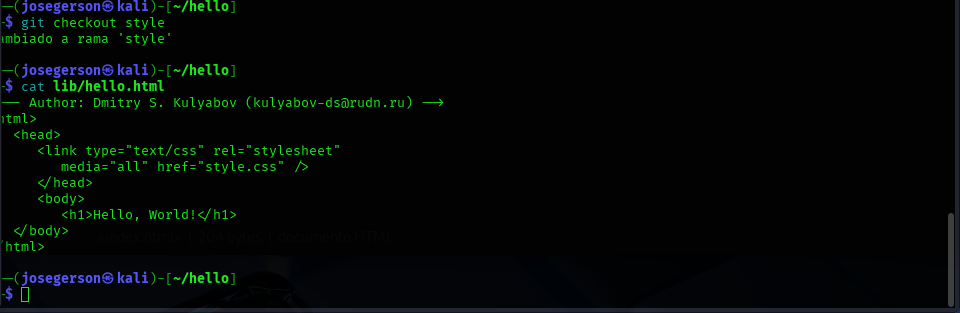 (josegerson㉿kali)-[~/hello]
$ git checkout style
ambiado a rama 'style'
(josegerson㉿kali)-[~/hello]
$ cat lib/hello.html
-- Author: Dmitry S. Kulyabov (kulyabov-ds@rudn.ru) -->
html>
<head>
<link type="text/css" rel="stylesheet"
media="all" href="style.css" />
</head>
<body>
<h1>Hello, World!</h1>
</body>
/html>
(josegerson㉿kali)-[~/hello]
$